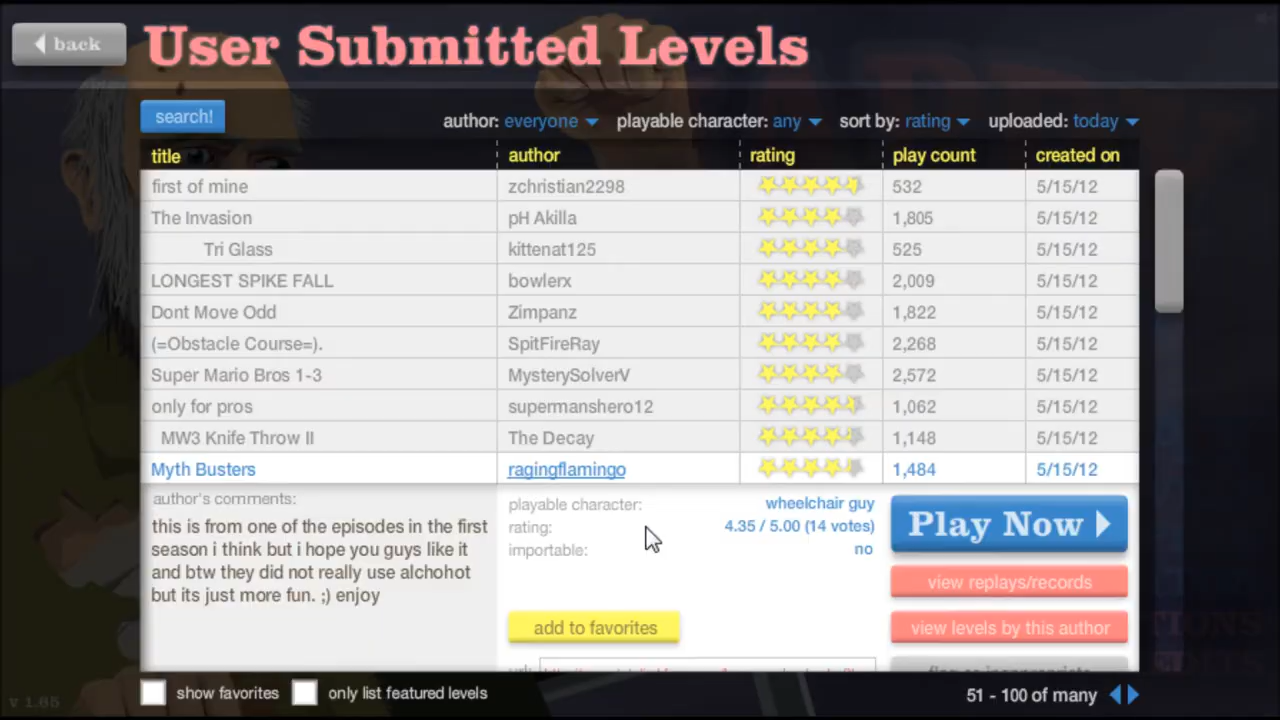 back
User Submitted Levels
search!
author: everyone playable character: any sort by: rating uploaded: today
title author rating play count created on
first of mine zchristian2298 532 5/15/12
The Invasion pH Akilla 1,805 5/15/12
Tri Glass kittenat125 525 5/15/12
LONGEST SPIKE FALL bowlerx 2,009 5/15/12
Dont Move Odd Zimpanz 1,822 5/15/12
(=Obstacle Course=). SpitFireRay 2,268 5/15/12
Super Mario Bros 1-3 MysterySolverV 2,572 5/15/12
only for pros supermanshero12 1,062 5/15/12
MW3 Knife Throw II The Decay 1,148 5/15/12
Myth Busters ragingflamingo 1,484 5/15/12
author's comments:
this is from one of the episodes in the first
season i think but i hope you guys like it
and btw they did not really use alchohot
but its just more fun. ;) enjoy
playable character: wheelchair guy
rating: 4.35 / 5.00 (14 votes)
importable: no
add to favorites
Play Now
view replays/records
view levels by this author
show favorites only list featured levels
51 - 100 of many
v 1.65